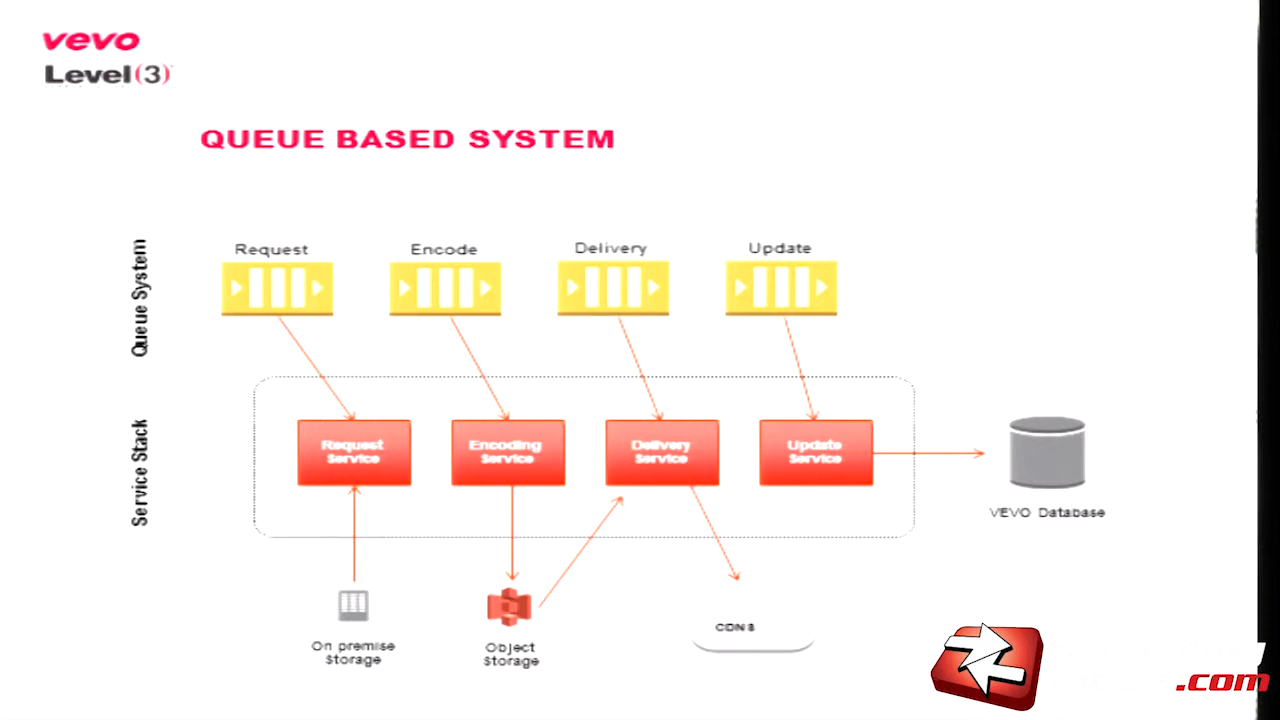 vevo
Level(3)
QUEUE BASED SYSTEM
Queue System
Request
Encode
Delivery
Update
Service Stack
Request
Service
Encoding
Service
Delivery
Service
Update
Service
VEVO Database
On premise
Storage
Object
Storage
CDNS
.com